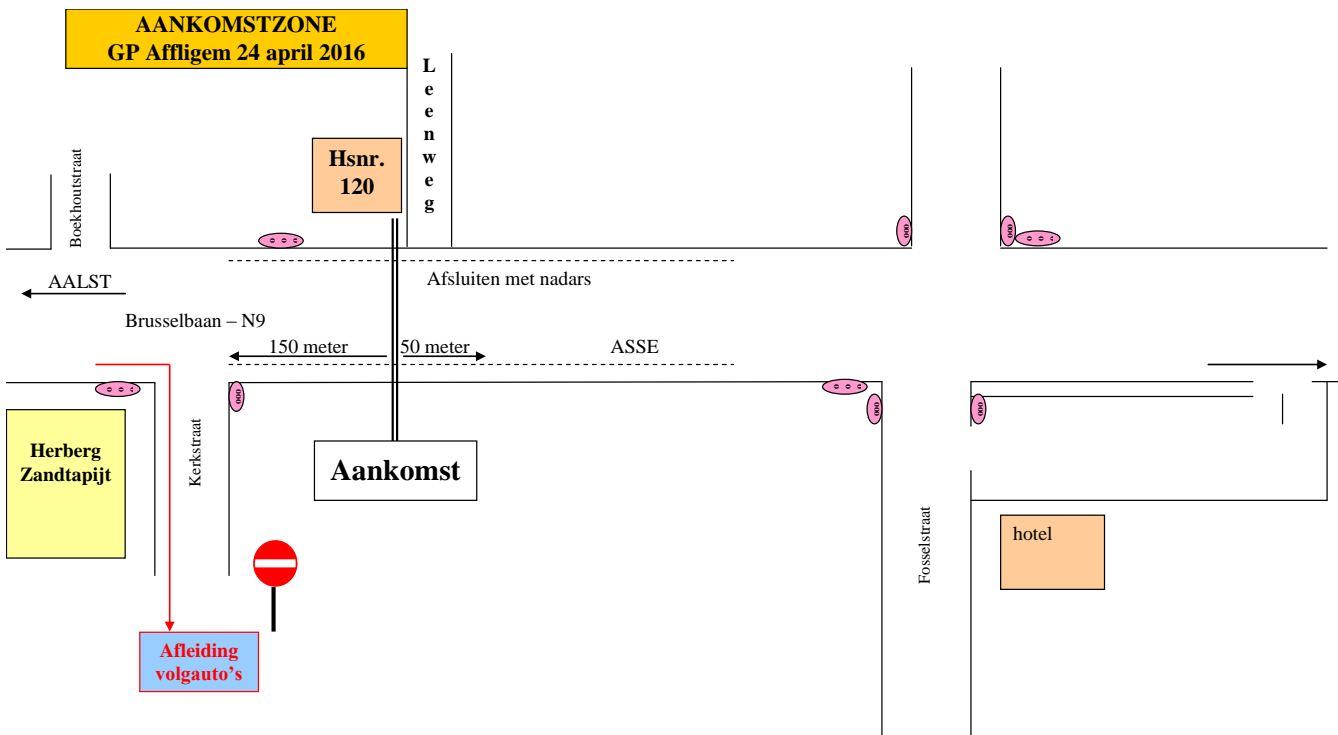 AANKOMSTZONE
GP Affligem 24 april 2016
Leenweg
Hsnr.
120
Boekhoutstraat
AALST
Afsluiten met nadars
Brusselbaan – N9
150 meter
50 meter
ASSE
Herberg
Zandtapijt
Kerkstraat
Aankomst
Fosselstraat
hotel
Afleiding
volgauto’s